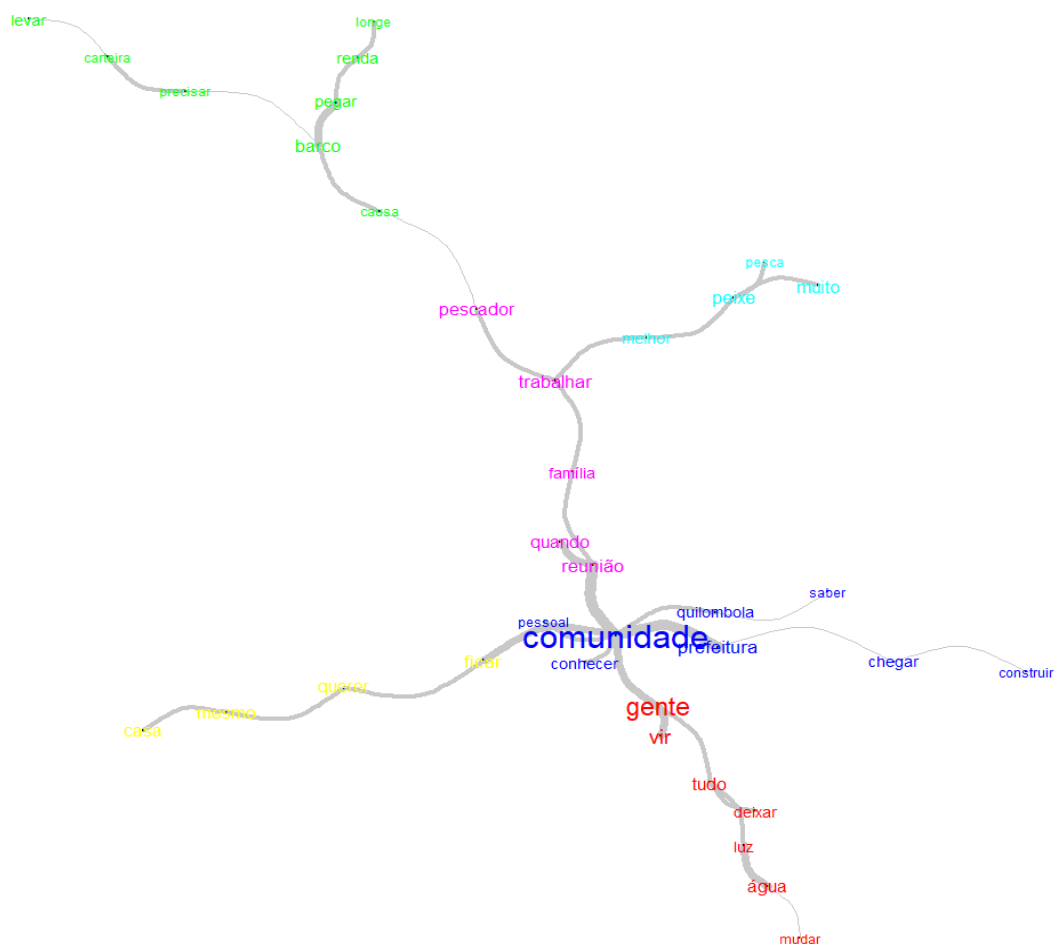 levar
longe
carteira
renda
precisar
pegar
barco
causa
pesca
muito
peixe
pescador
melhor
trabalhar
família
quando
reunião
saber
quilombola
pessoal
comunidade
prefeitura
conhecer
ficar
chegar
construir
querer
gente
mesmo
casa
vir
tudo
deixar
luz
água
mudar